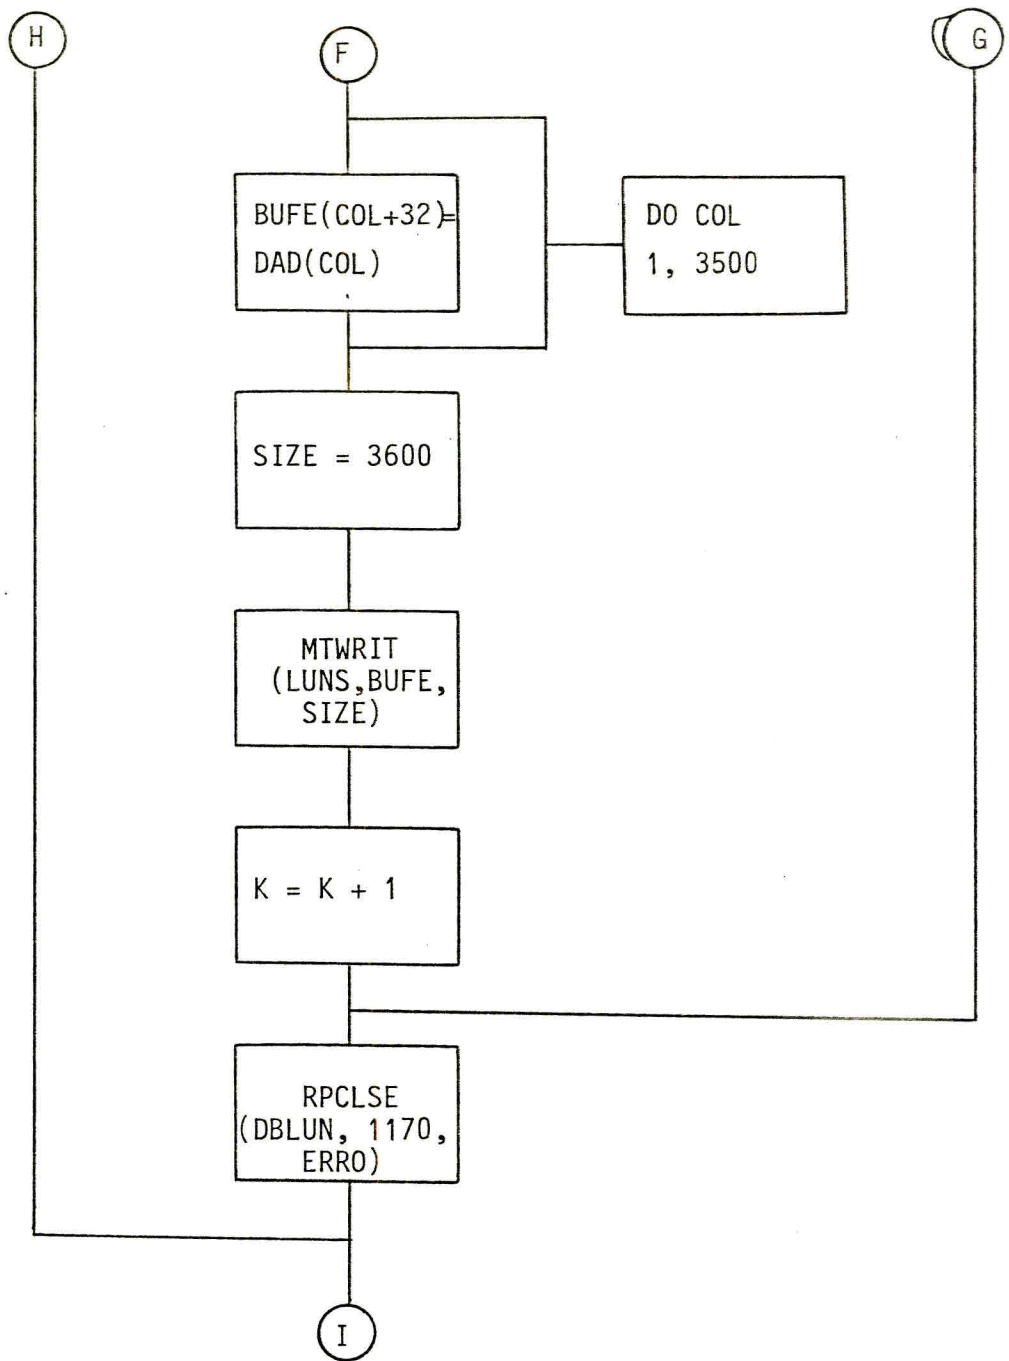 H
F
G
BUFE(COL+32)=
DAD(COL)
DO COL
1, 3500
SIZE = 3600
MTWRIT
(LUNS,BUFE,
SIZE)
K = K + 1
RPCLSE
(DBLUN, 1170,
ERRO)
I